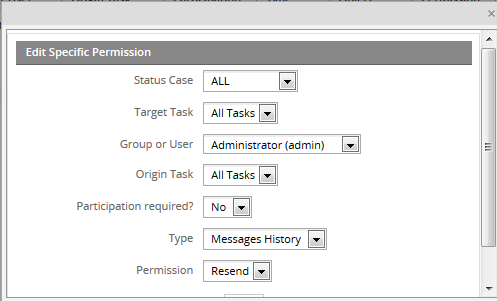 Edit Specific Permission
Status Case ALL
Target Task All Tasks
Group or User Administrator (admin)
Origin Task All Tasks
Participation required? No
Type Messages History
Permission Resend